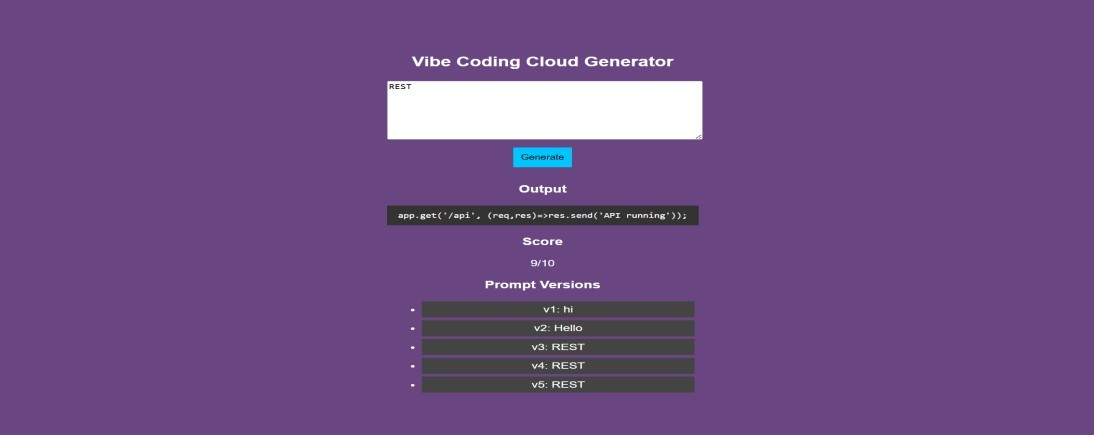 Vibe Coding Cloud Generator
REST
Generate
Output
app.get('/api', (req,res)=>res.send('API running'));
Score
9/10
Prompt Versions
v1: hi
v2: Hello
v3: REST
v4: REST
v5: REST